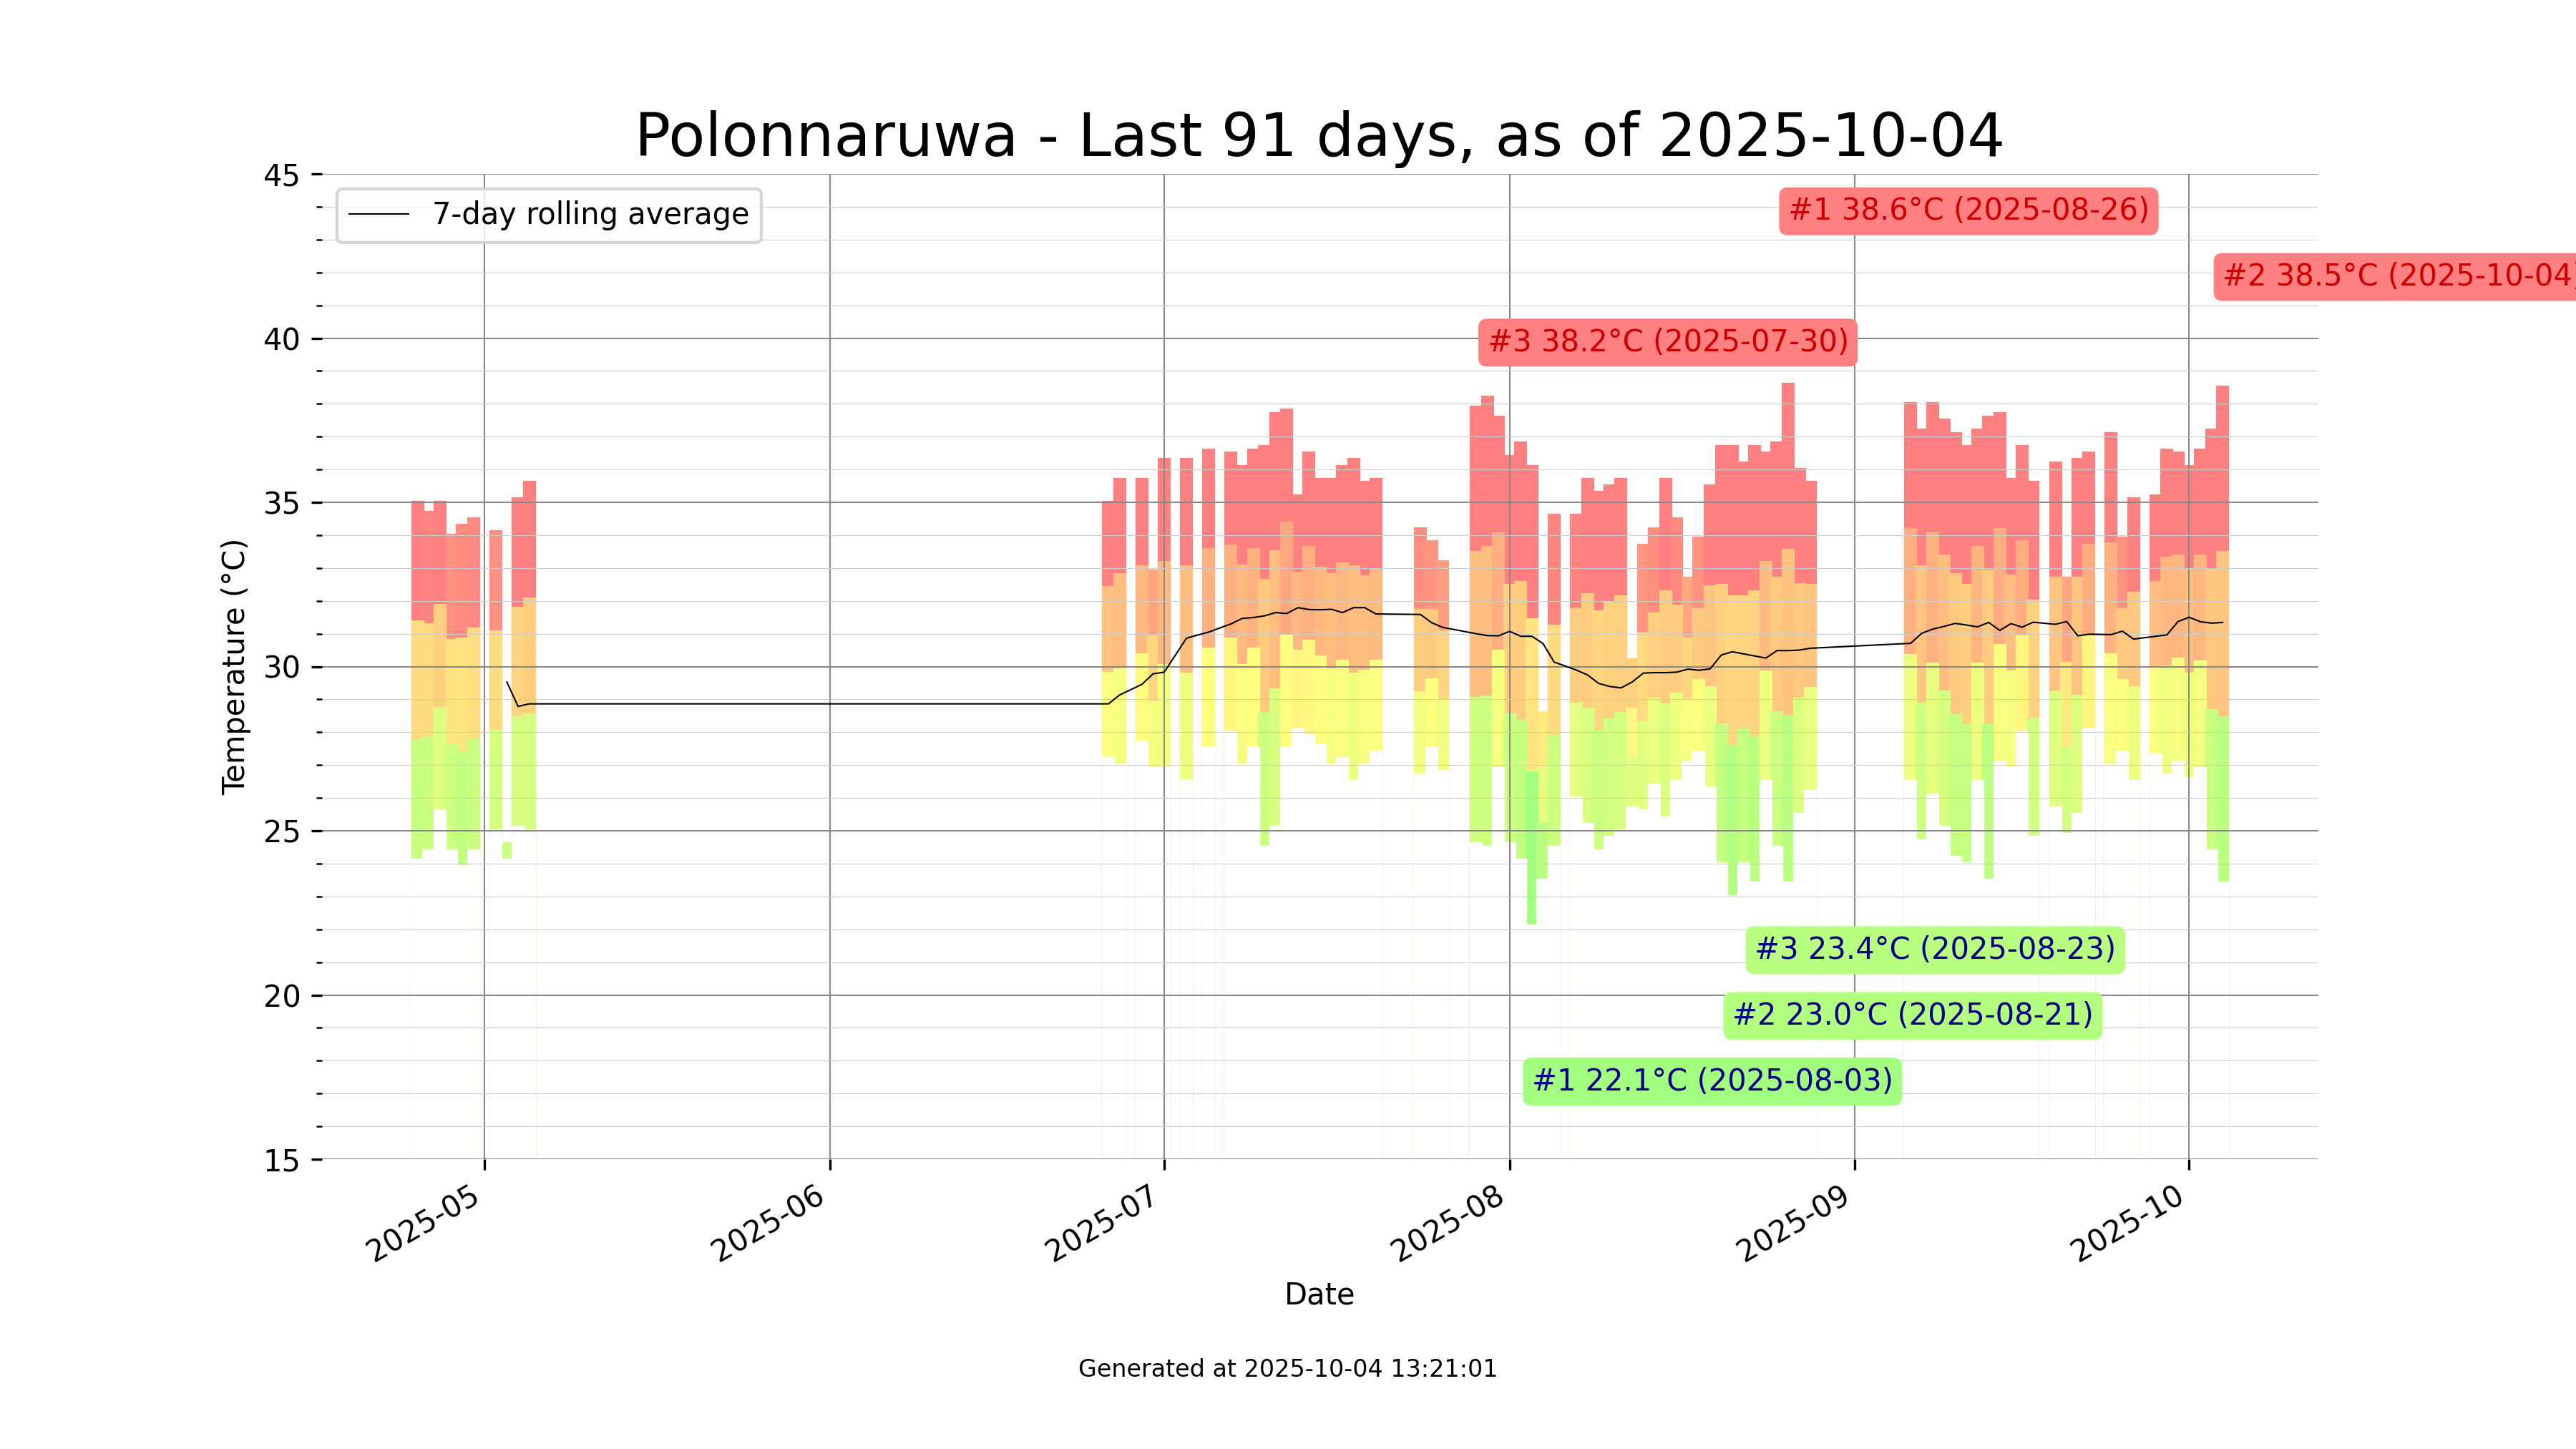 Polonnaruwa - Last 91 days, as of 2025-10-04
7-day rolling average
#1 38.6°C (2025-08-26)
#2 38.5°C (2025-10-04)
#3 38.2°C (2025-07-30)
#3 23.4°C (2025-08-23)
#2 23.0°C (2025-08-21)
#1 22.1°C (2025-08-03)
45
40
35
30
25
20
15
Temperature (°C)
2025-05
2025-06
2025-07
2025-08
2025-09
2025-10
Date
Generated at 2025-10-04 13:21:01